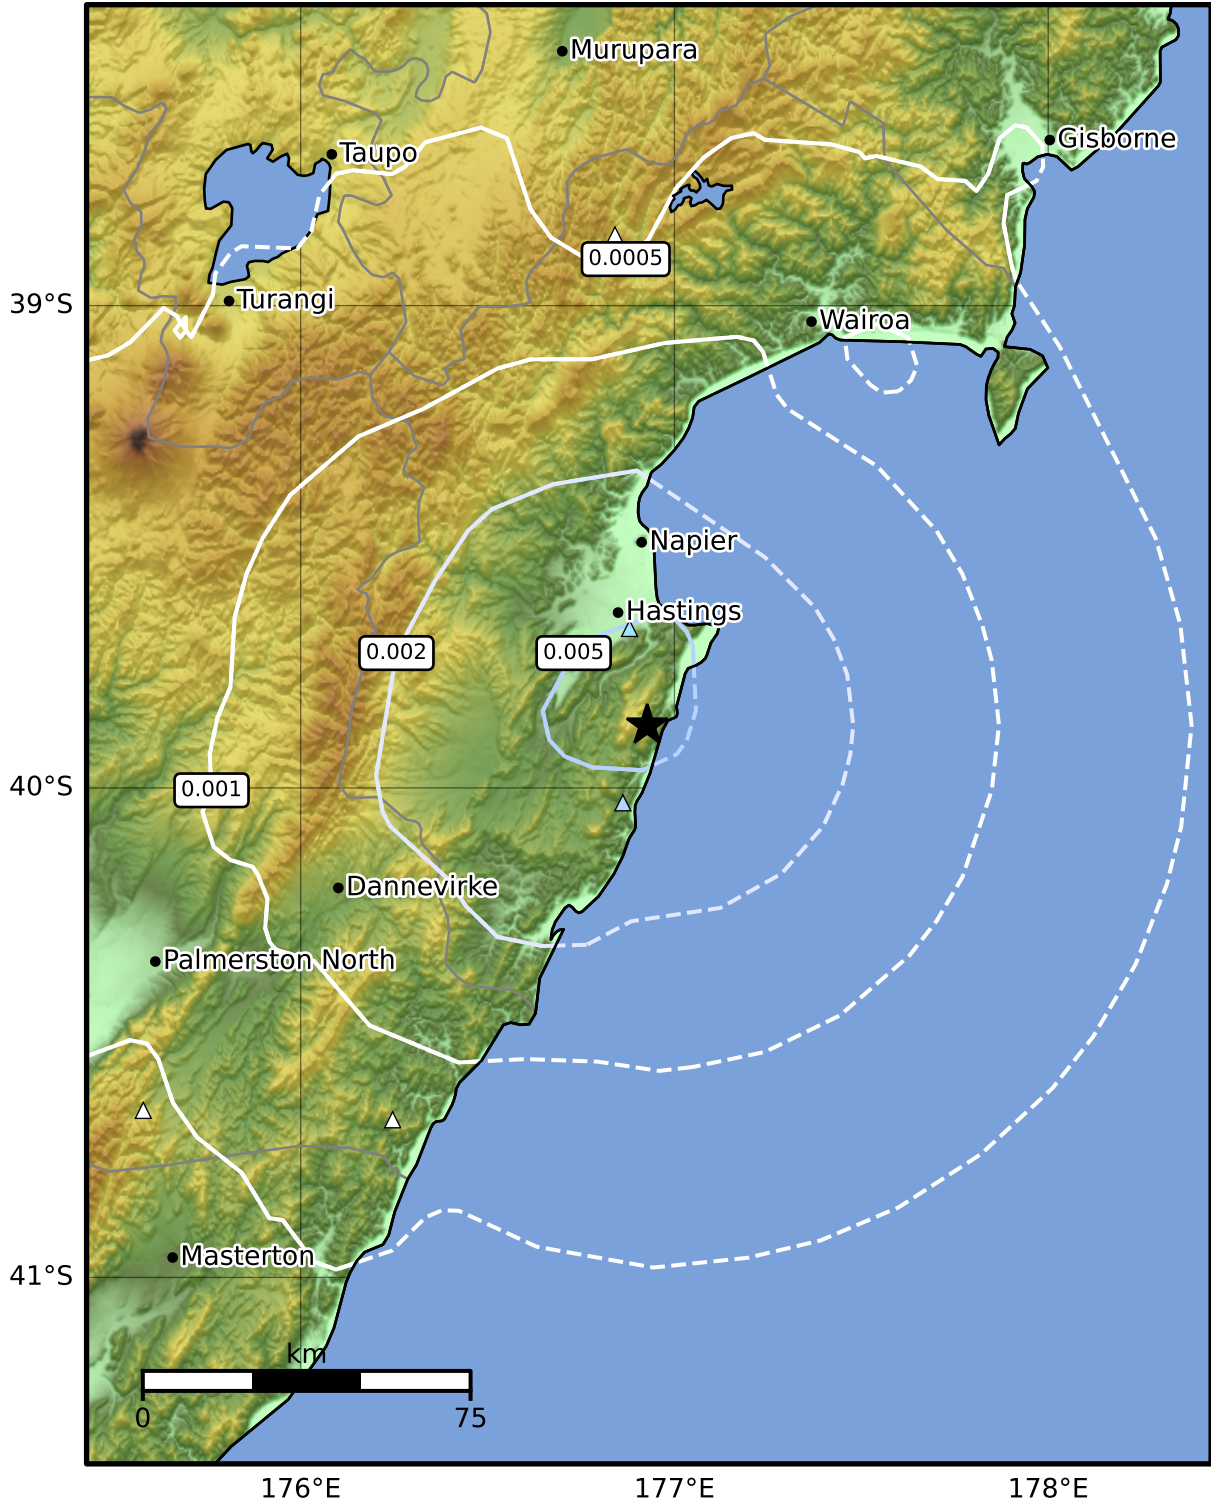 Murupara
Gisborne
Taupo
0.0005
Turangi
39°S
Wairoa
Napier
Hastings
0.002
0.005
0.001
40°S
Dannevirke
Palmerston North
Masterton
41°S
km
0
75
176°E
177°E
178°E